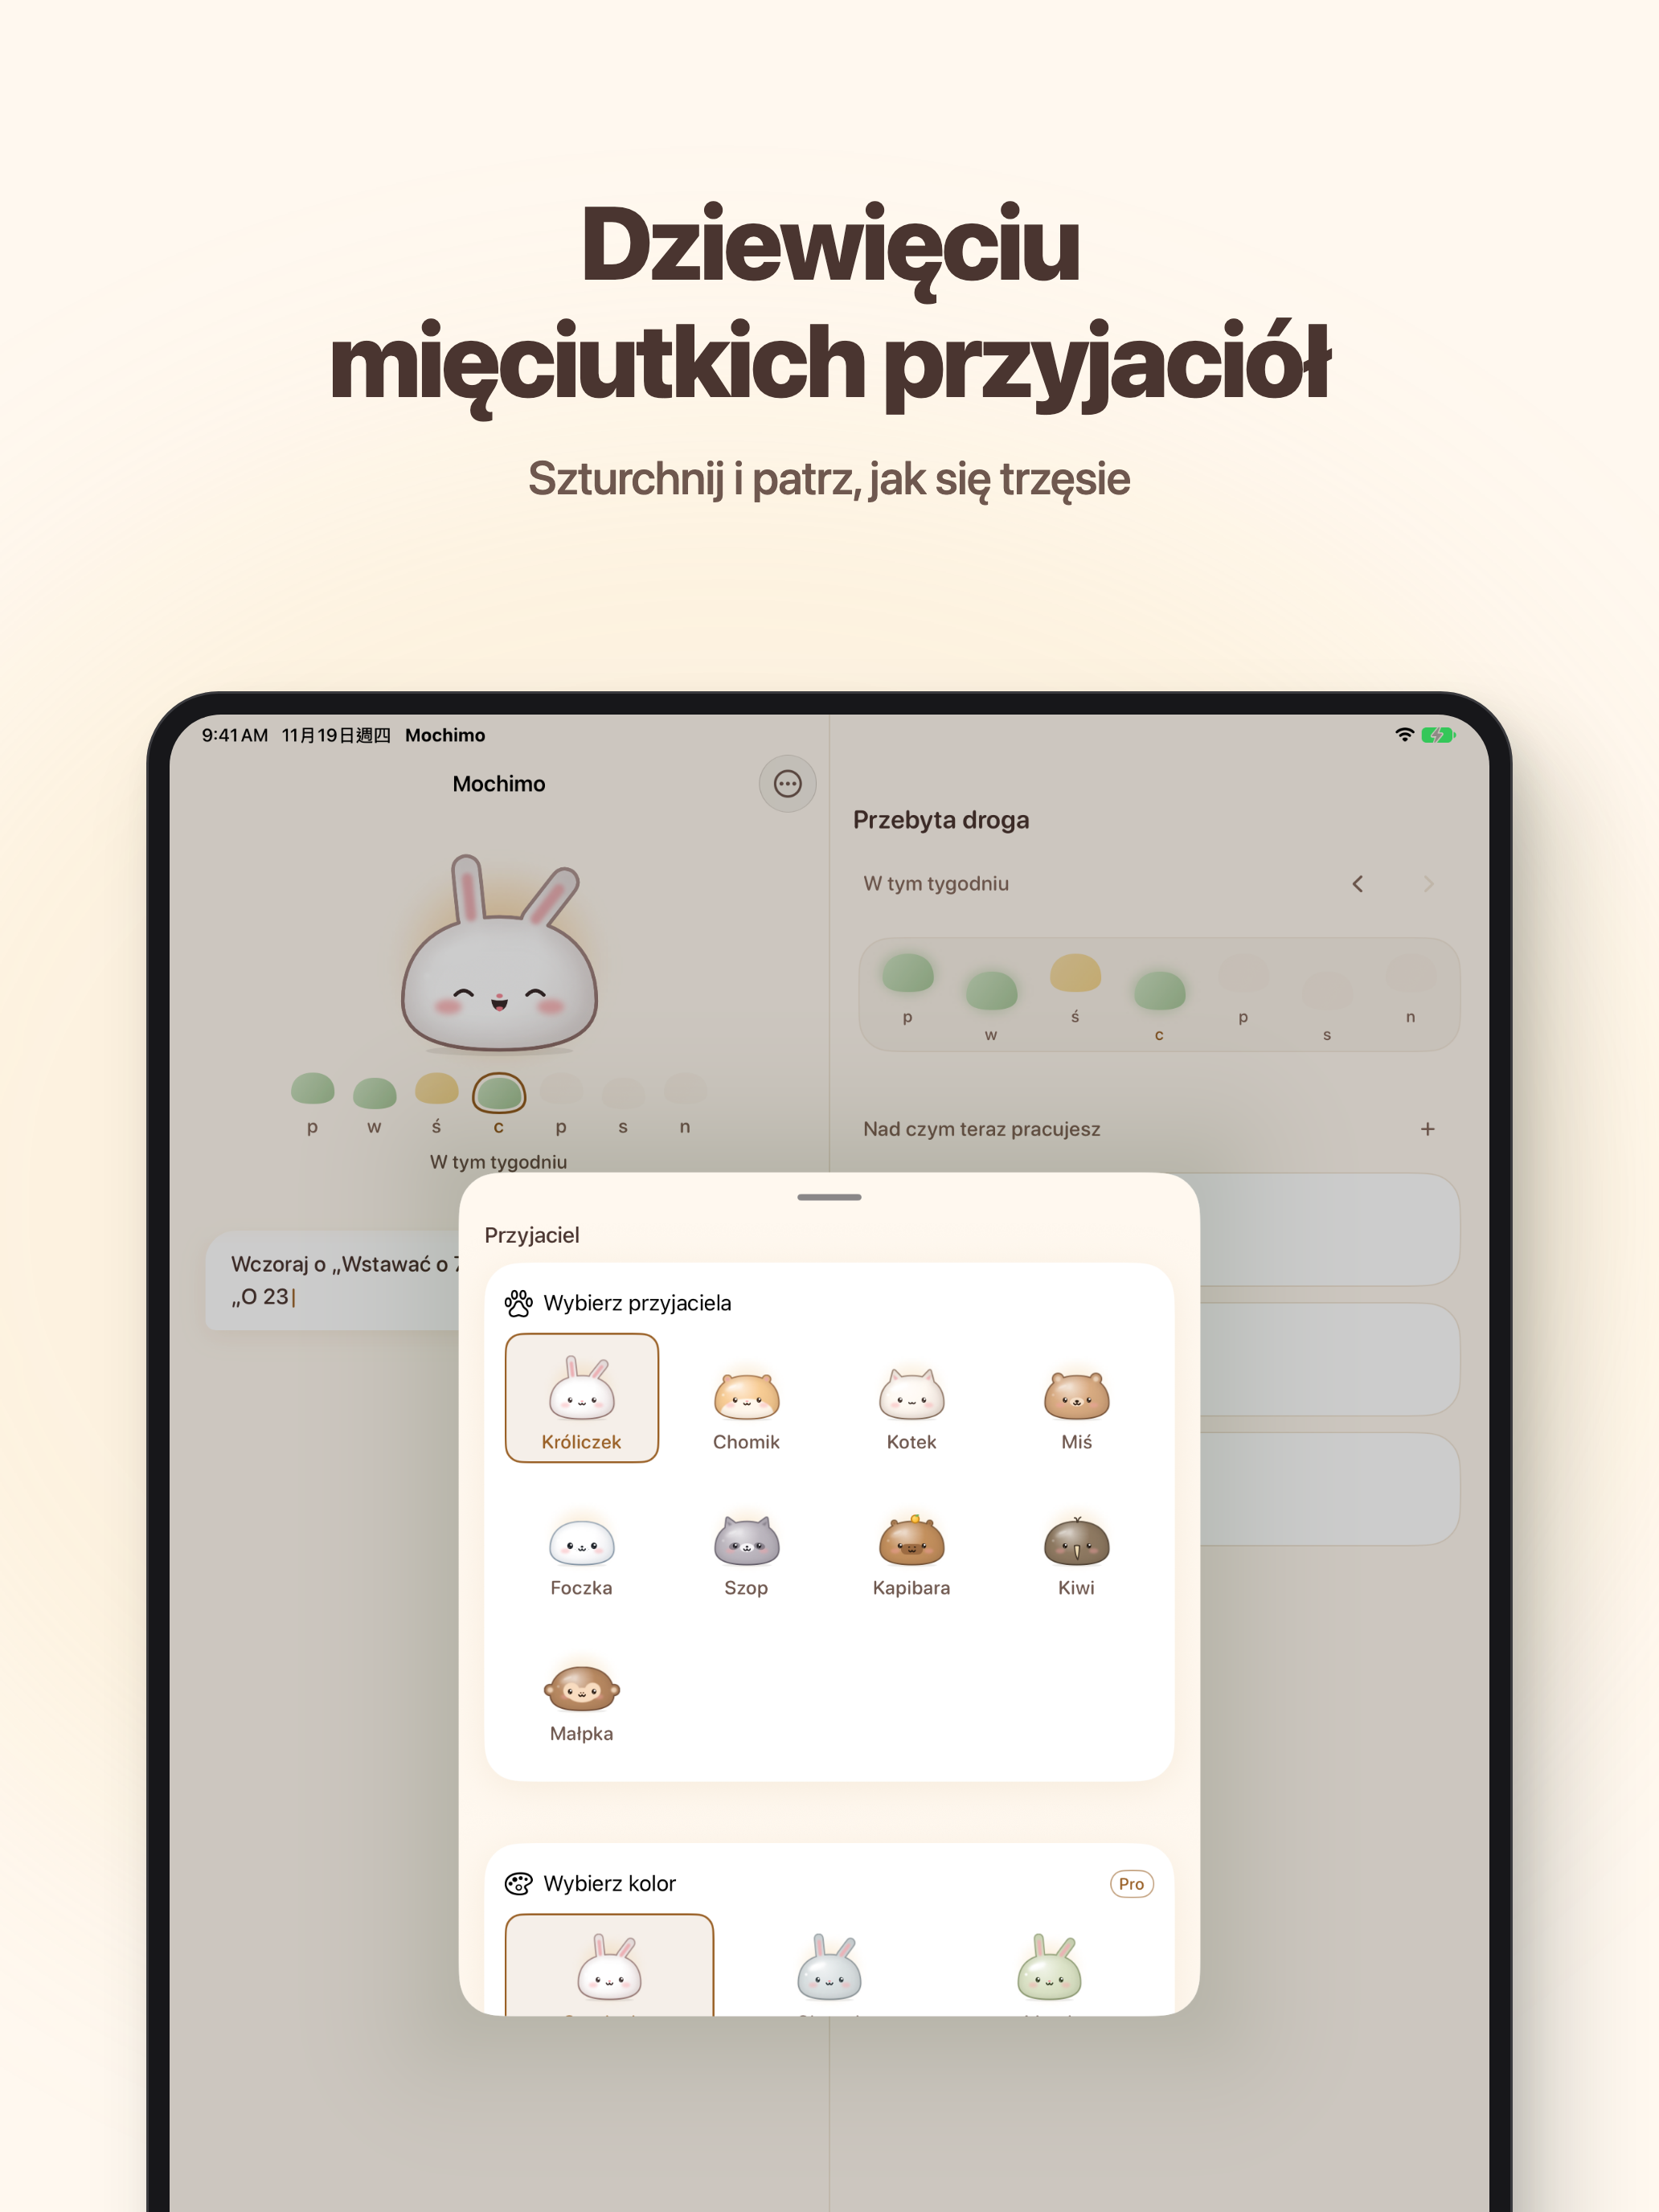 Dziewięciu
mięciutkich przyjaciół
Szturchnij i patrz, jak się trzęsie
9:41 AM 11月19日週四 Mochimo
Mochimo
p w ś c p s n
W tym tygodniu
Wczoraj o „Wstawać o
„O 23
Przebyta droga
W tym tygodniu
p w ś c p s n
Nad czym teraz pracujesz
Przyjaciel
Wybierz przyjaciela
Króliczek Chomik Kotek Miś
Foczka Szop Kapibara Kiwi
Małpka
Wybierz kolor Pro